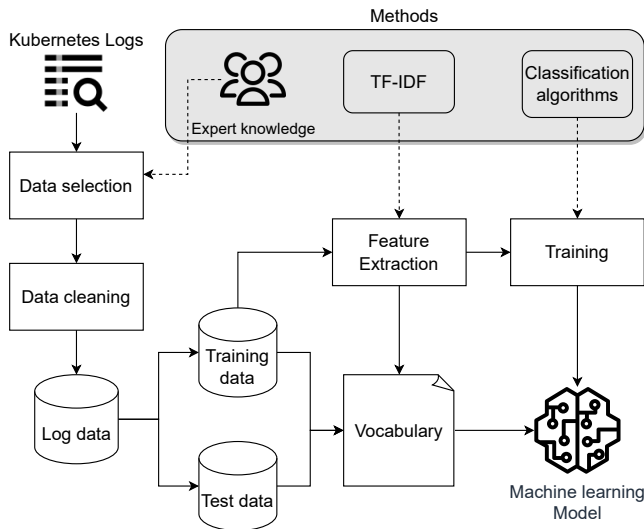 Methods
Kubernetes Logs
Expert knowledge
TF-IDF
Classification
algorithms
Data selection
Feature
Extraction
Training
Data cleaning
Training
data
Log data
Vocabulary
Test data
Machine learning
Model